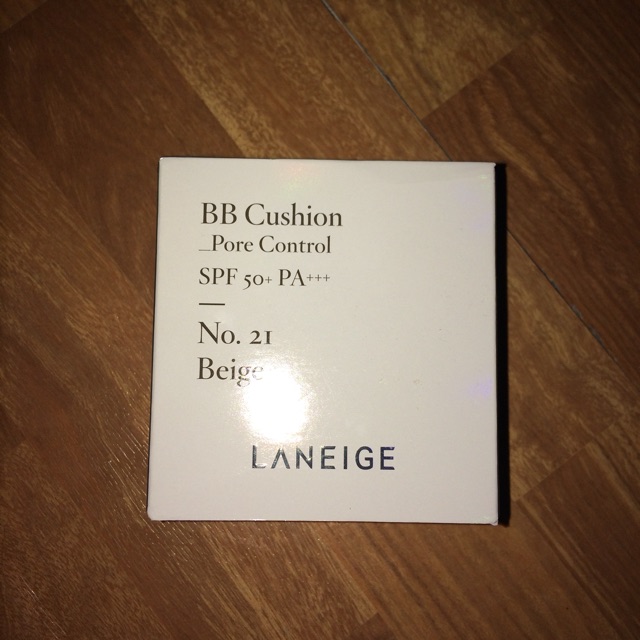 BB Cushion
_Pore Control
SPF 50+ PA+++
—
No. 21
Beige
LANEIGE